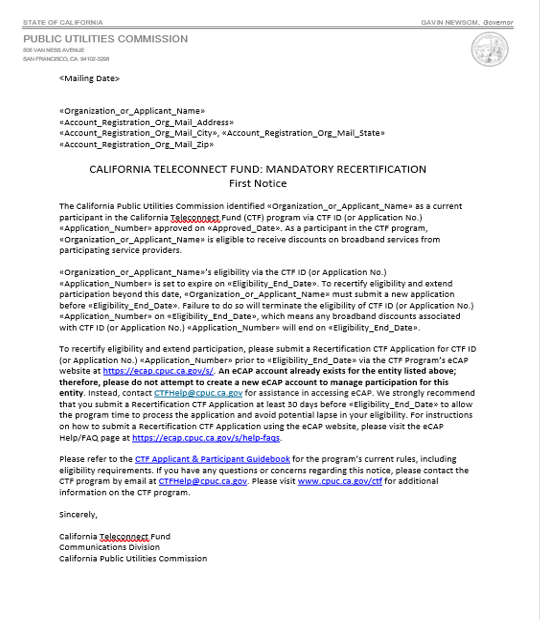 STATE OF CALIFORNIA
GAVIN NEWSOM, Governor
PUBLIC UTILITIES COMMISSION
505 VAN NESS AVENUE
SAN FRANCISCO, CA 94102-3298
<Mailing Date>
«Organization_or_Applicant_Name»
«Account_Registration_Org_Mail_Address»
«Account_Registration_Org_Mail_City», «Account_Registration_Org_Mail_State»
«Account_Registration_Org_Mail_Zip»
CALIFORNIA TELECONNECT FUND: MANDATORY RECERTIFICATION
First Notice
The California Public Utilities Commission identified «Organization_or_Applicant_Name» as a current
participant in the California Teleconnect Fund (CTF) program via CTF ID (or Application No.)
«Application_Number» approved on «Approved_Date». As a participant in the CTF program,
«Organization_or_Applicant_Name» is eligible to receive discounts on broadband services from
participating service providers.
«Organization_or_Applicant_Name»'s eligibility via the CTF ID (or Application No.)
«Application_Number» is set to expire on «Eligibility_End_Date». To recertify eligibility and extend
participation beyond this date, «Organization_or_Applicant_Name» must submit a new application
before «Eligibility_End_Date». Failure to do so will terminate the eligibility of CTF ID (or Application No.)
«Application_Number» on «Eligibility_End_Date», which means any broadband discounts associated
with CTF ID (or Application No.) «Application_Number» will end on «Eligibility_End_Date».
To recertify eligibility and extend participation, please submit a Recertification CTF Application for CTF ID
(or Application No.) «Application_Number» prior to «Eligibility_End_Date» via the CTF Program's eCAP
website at https://ecap.cpuc.ca.gov/s/. An eCAP account already exists for the entity listed above;
therefore, please do not attempt to create a new eCAP account to manage participation for this
entity. Instead, contact CTFHelp@cpuc.ca.gov for assistance in accessing eCAP. We strongly recommend
that you submit a Recertification CTF Application at least 30 days before «Eligibility_End_Date» to allow
the program time to process the application and avoid potential lapse in your eligibility. For instructions
on how to submit a Recertification CTF Application using the eCAP website, please visit the eCAP
Help/FAQ page at https://ecap.cpuc.ca.gov/s/help-faqs.
Please refer to the CTF Applicant & Participant Guidebook for the program's current rules, including
eligibility requirements. If you have any questions or concerns regarding this notice, please contact the
CTF program by email at CTFHelp@cpuc.ca.gov. Please visit www.cpuc.ca.gov/ctf for additional
information on the CTF program.
Sincerely,
California Teleconnect Fund
Communications Division
California Public Utilities Commission